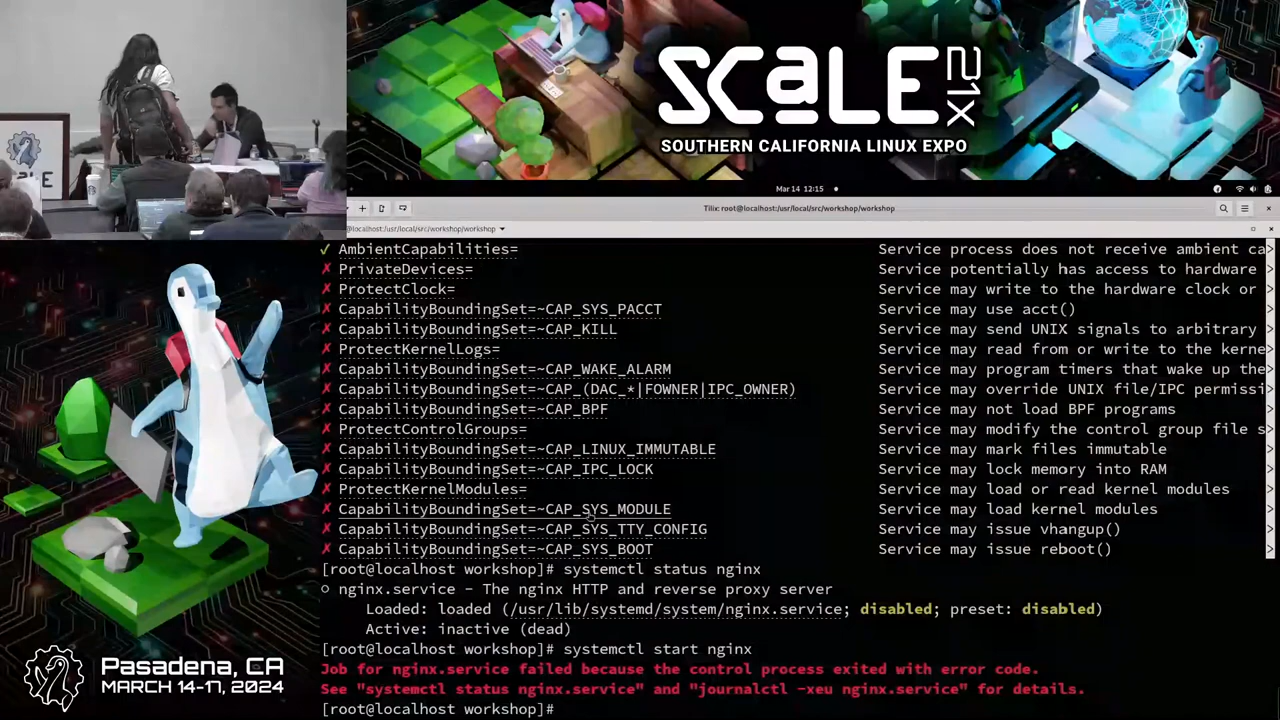 SCALE 21X
SOUTHERN CALIFORNIA LINUX EXPO
Mar 14 12:15
Tilix: root@localhost:/usr/local/src/workshop/workshop
@localhost:/usr/local/src/workshop/workshop
✓ AmbientCapabilities= Service process does not receive ambient ca>
✗ PrivateDevices= Service potentially has access to hardware >
✗ ProtectClock= Service may write to the hardware clock or >
✗ CapabilityBoundingSet=~CAP_SYS_PACCT Service may use acct()
✗ CapabilityBoundingSet=~CAP_KILL Service may send UNIX signals to arbitrary >
✗ ProtectKernelLogs= Service may read from or write to the kerne>
✗ CapabilityBoundingSet=~CAP_WAKE_ALARM Service may program timers that wake up the>
✗ CapabilityBoundingSet=~CAP_(DAC_*|FOWNER|IPC_OWNER) Service may override UNIX file/IPC permissi>
✗ CapabilityBoundingSet=~CAP_BPF Service may not load BPF programs
✗ ProtectControlGroups= Service may modify the control group file s>
✗ CapabilityBoundingSet=~CAP_LINUX_IMMUTABLE Service may mark files immutable
✗ CapabilityBoundingSet=~CAP_IPC_LOCK Service may lock memory into RAM
✗ ProtectKernelModules= Service may load or read kernel modules
✗ CapabilityBoundingSet=~CAP_SYS_MODULE Service may load kernel modules
✗ CapabilityBoundingSet=~CAP_SYS_TTY_CONFIG Service may issue vhangup()
✗ CapabilityBoundingSet=~CAP_SYS_BOOT Service may issue reboot()
[root@localhost workshop]# systemctl status nginx
○ nginx.service - The nginx HTTP and reverse proxy server
Loaded: loaded (/usr/lib/systemd/system/nginx.service; disabled; preset: disabled)
Active: inactive (dead)
[root@localhost workshop]# systemctl start nginx
Job for nginx.service failed because the control process exited with error code.
See "systemctl status nginx.service" and "journalctl -xeu nginx.service" for details.
[root@localhost workshop]#
Pasadena, CA
MARCH 14-17, 2024